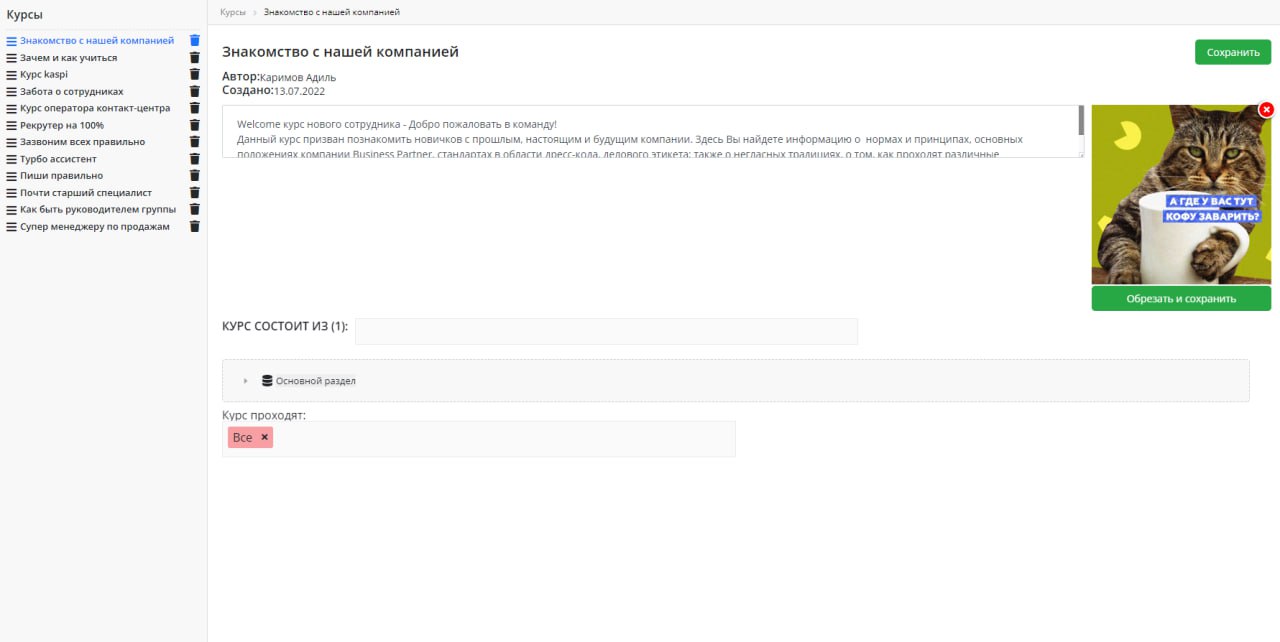 Курсы
Знакомство с нашей компанией
Зачем и как учиться
Курс kaspi
Забота о сотрудниках
Курс оператора контакт-центра
Рекрутер на 100%
Зазвоним всех правильно
Турбо ассистент
Пиши правильно
Почти старший специалист
Как быть руководителем группы
Супер менеджеру по продажам
Курсы > Знакомство с нашей компанией
Знакомство с нашей компанией
Сохранить
Автор:Каримов Адиль
Создано:13.07.2022
Welcome курс нового сотрудника - Добро пожаловать в команду!
Данный курс призван познакомить новичков с прошлым, настоящим и будущим компании. Здесь Вы найдете информацию о нормах и принципах, основных
положениях компании Business Partner, стандартах в области дресс-кода, делового этикета; также о негласных традициях, о том, как проходят различные
А ГДЕ У ВАС ТУТ
КОФУ ЗАВАРИТЬ?
Обрезать и сохранить
КУРС СОСТОИТ ИЗ (1):
Основной раздел
Курс проходят:
Все ×